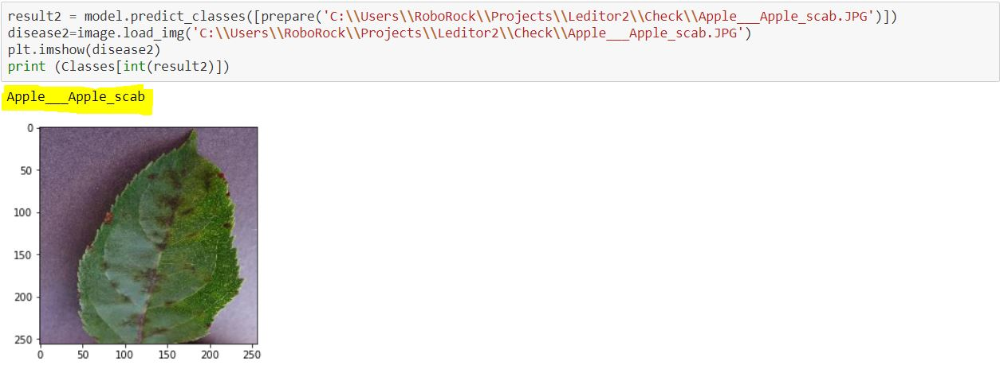 result2 = model.predict_classes([prepare('C:\\Users\\RoboRock\\Projects\\Leditor2\\Check\\Apple___Apple_scab.JPG')])
disease2=image.load_img('C:\\Users\\RoboRock\\Projects\\Leditor2\\Check\\Apple___Apple_scab.JPG')
plt.imshow(disease2)
print (Classes[int(result2)])
Apple___Apple_scab
0
50
100
150
200
250
0 50 100 150 200 250